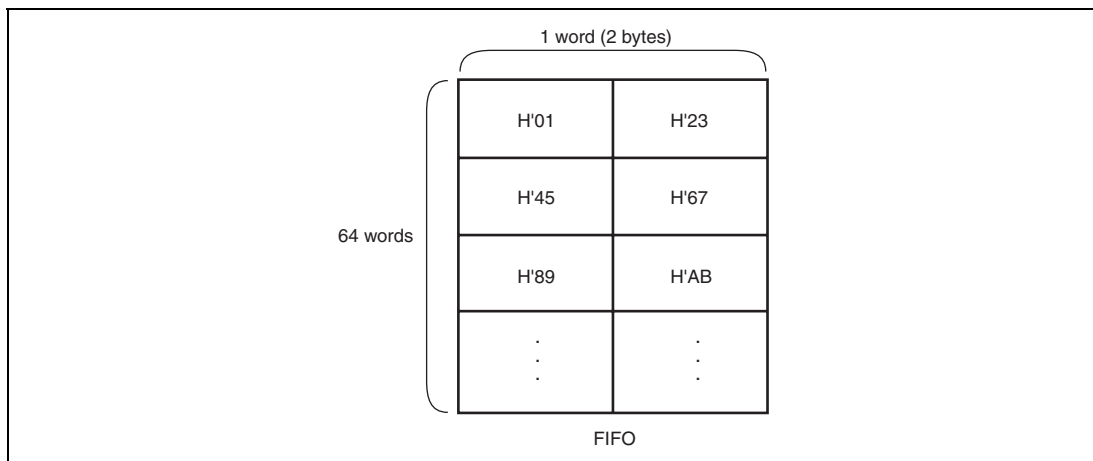 1 word (2 bytes)
H'01 H'23
H'45 H'67
64 words
H'89 H'AB
. .
. .
. .
FIFO